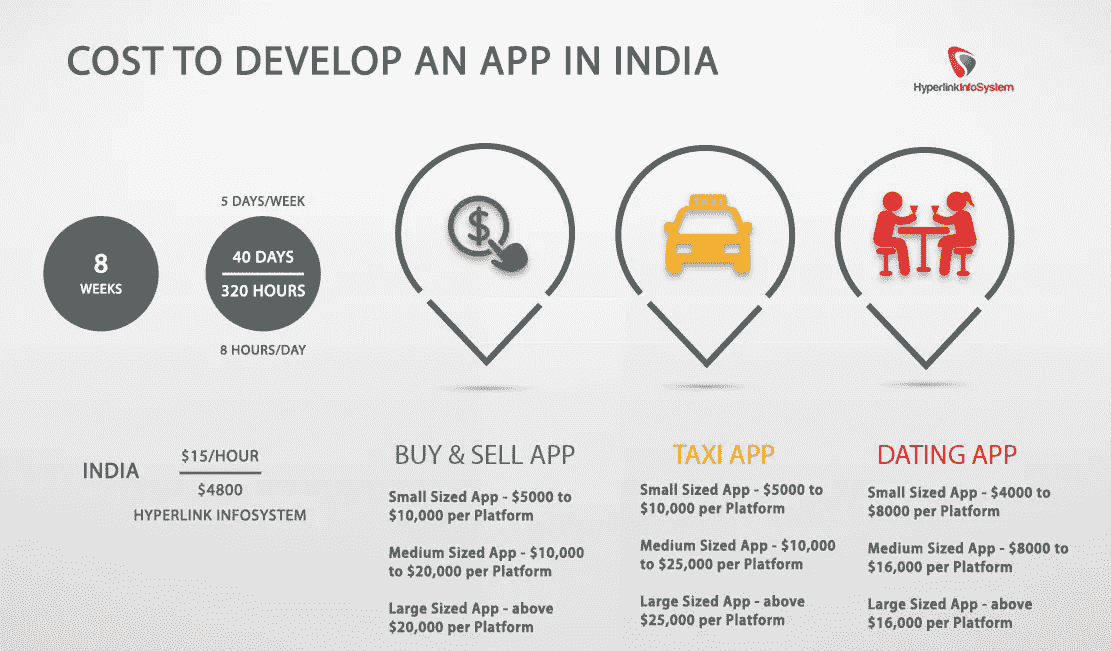 COST TO DEVELOP AN APP IN INDIA
HyperlinkInfoSystem
8
WEEKS
5 DAYS/WEEK
40 DAYS
320 HOURS
8 HOURS/DAY
$
TAXI
INDIA
$15/HOUR
$4800
HYPERLINK INFOSYSTEM
BUY & SELL APP
Small Sized App - $5000 to
$10,000 per Platform
Medium Sized App - $10,000
to $20,000 per Platform
Large Sized App - above
$20,000 per Platform
TAXI APP
Small Sized App - $5000 to
$10,000 per Platform
Medium Sized App - $10,000
to $25,000 per Platform
Large Sized App - above
$25,000 per Platform
DATING APP
Small Sized App - $4000 to
$8000 per Platform
Medium Sized App - $8000 to
$16,000 per Platform
Large Sized App - above
$16,000 per Platform